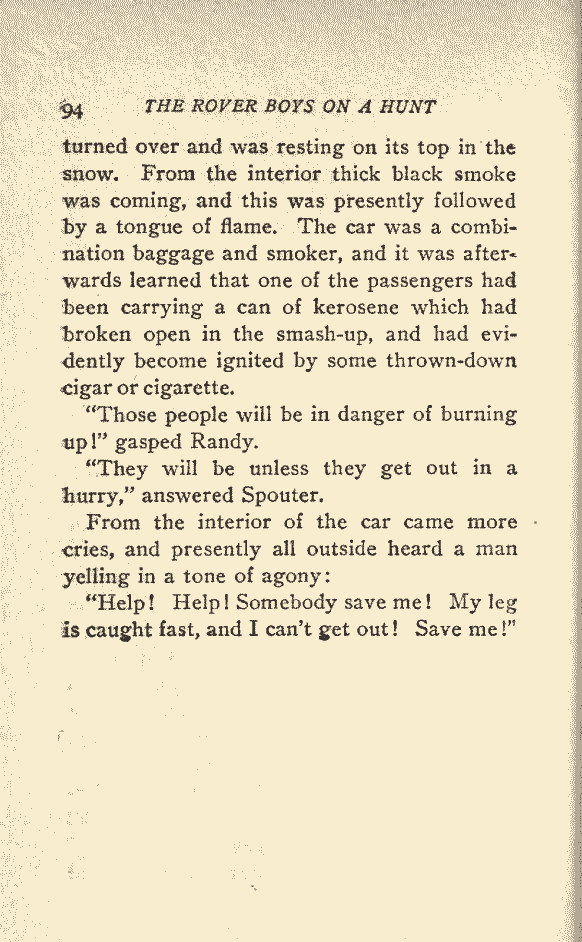 94 THE ROVER BOYS ON A HUNT
turned over and was resting on its top in the
snow. From the interior thick black smoke
was coming, and this was presently followed
by a tongue of flame. The car was a combi-
nation baggage and smoker, and it was after-
wards learned that one of the passengers had
been carrying a can of kerosene which had
broken open in the smash-up, and had evi-
dently become ignited by some thrown-down
cigar or cigarette.
"Those people will be in danger of burning
up!" gasped Randy.
"They will be unless they get out in a
hurry," answered Spouter.
From the interior of the car came more
cries, and presently all outside heard a man
yelling in a tone of agony:
"Help! Help! Somebody save me! My leg
is caught fast, and I can't get out! Save me!"